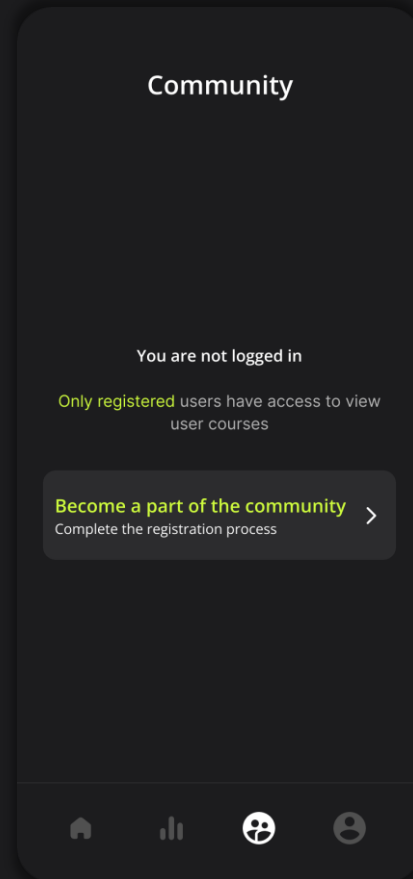 Community
You are not logged in
Only registered users have access to view
user courses
Become a part of the community
Complete the registration process